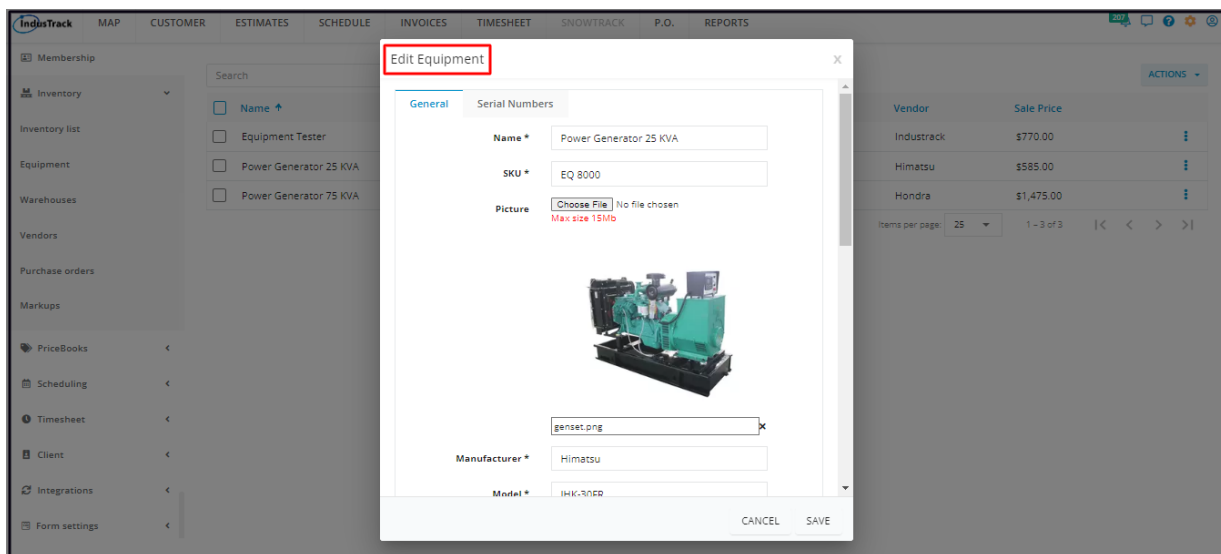 IndusTrack MAP CUSTOMER ESTIMATES SCHEDULE INVOICES TIMESHEET SNOWTRACK P.O. REPORTS 207
Membership
Inventory
Inventory list
Equipment
Warehouses
Vendors
Purchase orders
Markups
PriceBooks
Scheduling
Timesheet
Client
Integrations
Form settings
Search
ACTIONS
Name
Vendor Sale Price
Equipment Tester
Industrack $770.00
Power Generator 25 KVA
Himatsu $585.00
Power Generator 75 KVA
Hondra $1,475.00
Items per page: 25 1 – 3 of 3
Edit Equipment X
General Serial Numbers
Name * Power Generator 25 KVA
SKU * EQ 8000
Picture Choose File No file chosen
Max size 15Mb
genset.png ×
Manufacturer * Himatsu
Model * IHK-30FR
CANCEL SAVE